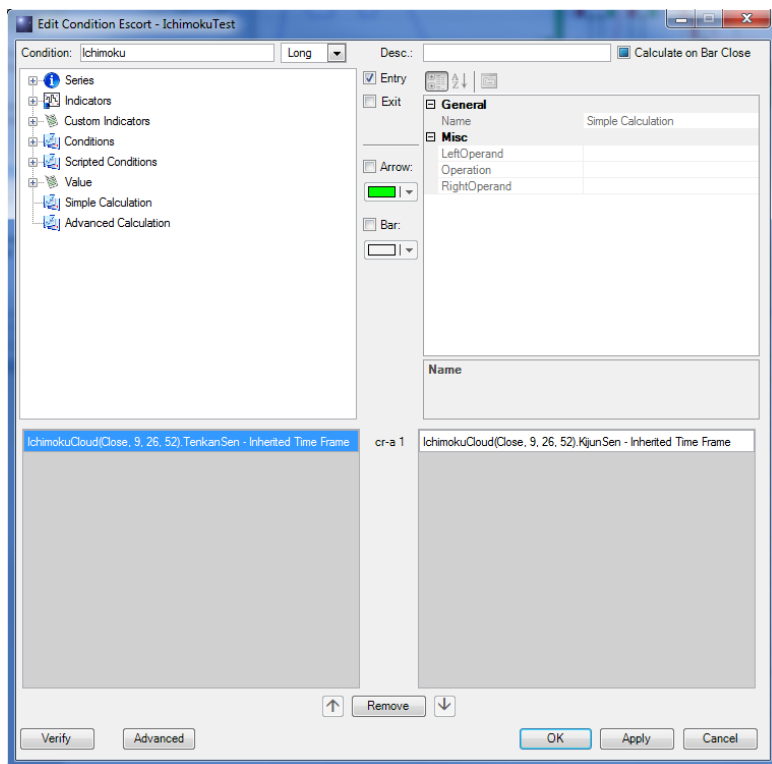 Edit Condition Escort - IchimokuTest
Condition: Ichimoku Long Desc.: Calculate on Bar Close
Series
Indicators
Custom Indicators
Conditions
Scripted Conditions
Value
Simple Calculation
Advanced Calculation
Entry
Exit
Arrow:
Bar:
General
Name Simple Calculation
Misc
LeftOperand
Operation
RightOperand
Name
IchimokuCloud(Close, 9, 26, 52).TenkanSen - Inherited Time Frame cr-a 1 IchimokuCloud(Close, 9, 26, 52).KijunSen - Inherited Time Frame
Remove
Verify Advanced OK Apply Cancel